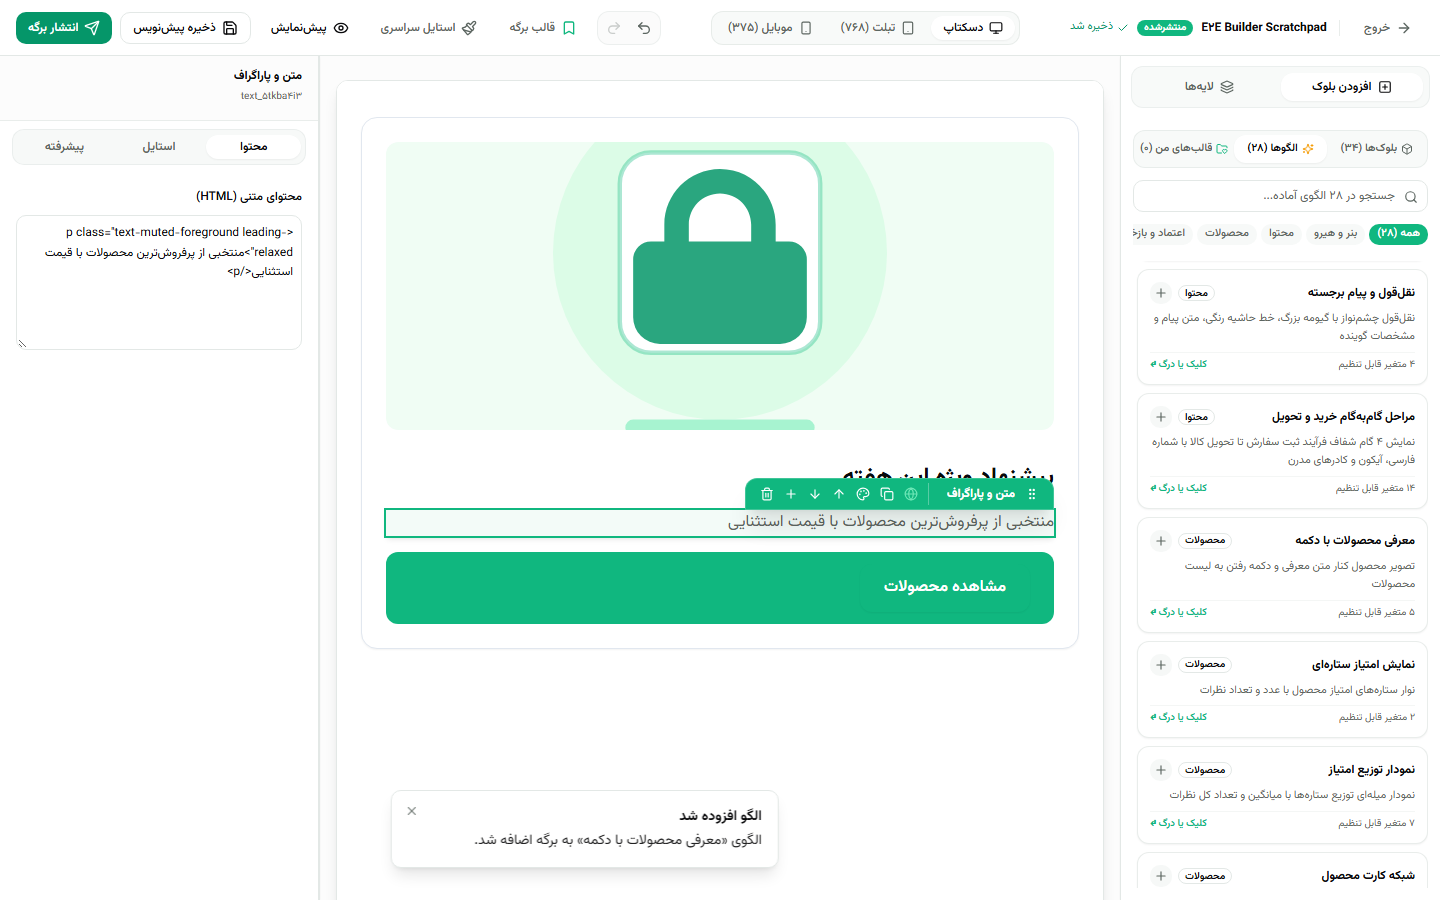 خروج
E۲E Builder Scratchpad
منتشرشده
ذخیره شد
دسکتاپ
تبلت (۷۶۸)
موبایل (۳۷۵)
قالب برگه
استایل سراسری
پیش‌نمایش
ذخیره پیش‌نویس
انتشار برگه
افزودن بلوک
لایه‌ها
بلوک‌ها (۳۴)
الگوها (۲۸)
قالب‌های من (۰)
جستجو در ۲۸ الگوی آماده...
همه (۲۸)
بنر و هیرو
محتوا
محصولات
اعتماد و بازخ
نقل‌قول و پیام برجسته
محتوا
نقل‌قول چشم‌نواز با گیومه بزرگ، خط حاشیه رنگی، متن پیام و
مشخصات گوینده
۴ متغیر قابل تنظیم
کلیک یا درگ
مراحل گام‌به‌گام خرید و تحویل
محتوا
نمایش ۴ گام شفاف فرآیند ثبت سفارش تا تحویل کالا با شماره
فارسی، آیکون و کادرهای مدرن
۱۴ متغیر قابل تنظیم
کلیک یا درگ
معرفی محصولات با دکمه
محصولات
تصویر محصول کنار متن معرفی و دکمه رفتن به لیست
محصولات
۵ متغیر قابل تنظیم
کلیک یا درگ
نمایش امتیاز ستاره‌ای
محصولات
نوار ستاره‌های امتیاز محصول با عدد و تعداد نظرات
۲ متغیر قابل تنظیم
کلیک یا درگ
نمودار توزیع امتیاز
محصولات
نمودار میله‌ای توزیع ستاره‌ها با میانگین و تعداد کل نظرات
۷ متغیر قابل تنظیم
کلیک یا درگ
شبکه کارت محصول
محصولات
پیشنهاد ویژه این هفته
متن و پاراگراف
منتخبی از پرفروش‌ترین محصولات با قیمت استثنایی
مشاهده محصولات
الگو افزوده شد
الگوی «معرفی محصولات با دکمه» به برگه اضافه شد.
متن و پاراگراف
text_۵tkba۴i۳
محتوا
استایل
پیشرفته
محتوای متنی (HTML)
<p class="text-muted-foreground leading-
relaxed">منتخبی از پرفروش‌ترین محصولات با قیمت
استثنایی</p>